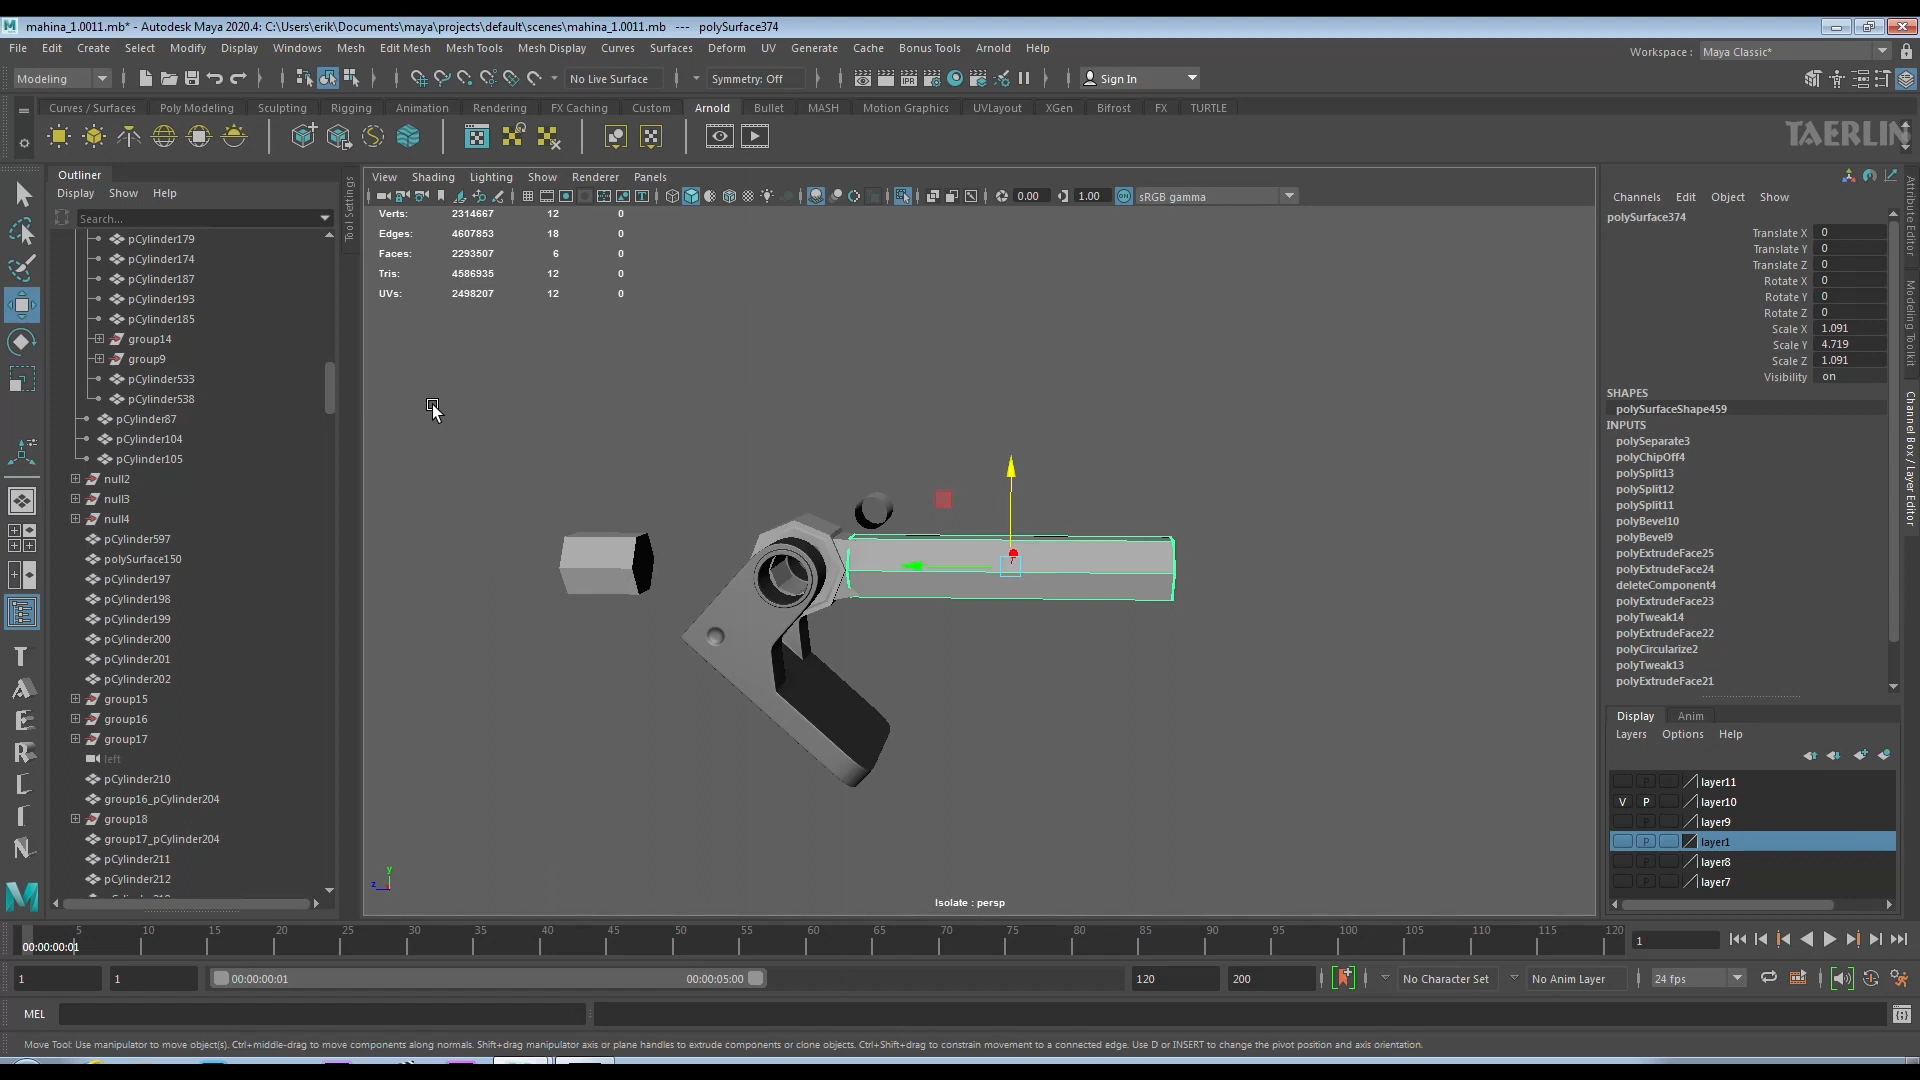 mahina_1.0011.mb* - Autodesk Maya 2020.4: C:\Users\erik\Documents\maya\projects\default\scenes\mahina_1.0011.mb --- polySurface374
File Edit Create Select Modify Display Windows Mesh Edit Mesh Mesh Tools Mesh Display Curves Surfaces Deform UV Generate Cache Bonus Tools Arnold Help
Workspace : Maya Classic*
Modeling No Live Surface Symmetry: Off Sign In
Curves / Surfaces Poly Modeling Sculpting Rigging Animation Rendering FX Caching Custom Arnold Bullet MASH Motion Graphics UVLayout XGen Bifrost FX TURTLE
TAERLIN
Outliner
Display Show Help
Search...
pCylinder179
pCylinder174
pCylinder187
pCylinder193
pCylinder185
group14
group9
pCylinder533
pCylinder538
pCylinder87
pCylinder104
pCylinder105
null2
null3
null4
pCylinder597
polySurface150
pCylinder197
pCylinder198
pCylinder199
pCylinder200
pCylinder201
pCylinder202
group15
group16
group17
left
pCylinder210
group16_pCylinder204
group18
group17_pCylinder204
pCylinder211
pCylinder212
Tool Settings
View Shading Lighting Show Renderer Panels
0.00 1.00 sRGB gamma
Verts: 2314667 12 0
Edges: 4607853 18 0
Faces: 2293507 6 0
Tris: 4586935 12 0
UVs: 2498207 12 0
y
z
Isolate : persp
Channels Edit Object Show
polySurface374
Translate X 0
Translate Y 0
Translate Z 0
Rotate X 0
Rotate Y 0
Rotate Z 0
Scale X 1.091
Scale Y 4.719
Scale Z 1.091
Visibility on
SHAPES
polySurfaceShape459
INPUTS
polySeparate3
polyChipOff4
polySplit13
polySplit12
polySplit11
polyBevel10
polyBevel9
polyExtrudeFace25
polyExtrudeFace24
deleteComponent4
polyExtrudeFace23
polyTweak14
polyExtrudeFace22
polyCircularize2
polyTweak13
polyExtrudeFace21
Display Anim
Layers Options Help
P layer11
V P layer10
P layer9
P layer1
P layer8
P layer7
Attribute Editor
Modeling Toolkit
Channel Box / Layer Editor
5 10 15 20 25 30 35 40 45 50 55 60 65 70 75 80 85 90 95 100 105 110 115 120
00:00:00:01
1
1 1 00:00:00:01 00:00:05:00 120 200 No Character Set No Anim Layer 24 fps
MEL
Move Tool: Use manipulator to move object(s). Ctrl+middle-drag to move components along normals. Shift+drag manipulator axis or plane handles to extrude components or clone objects. Ctrl+Shift+drag to constrain movement to a connected edge. Use D or INSERT to change the pivot position and axis orientation.